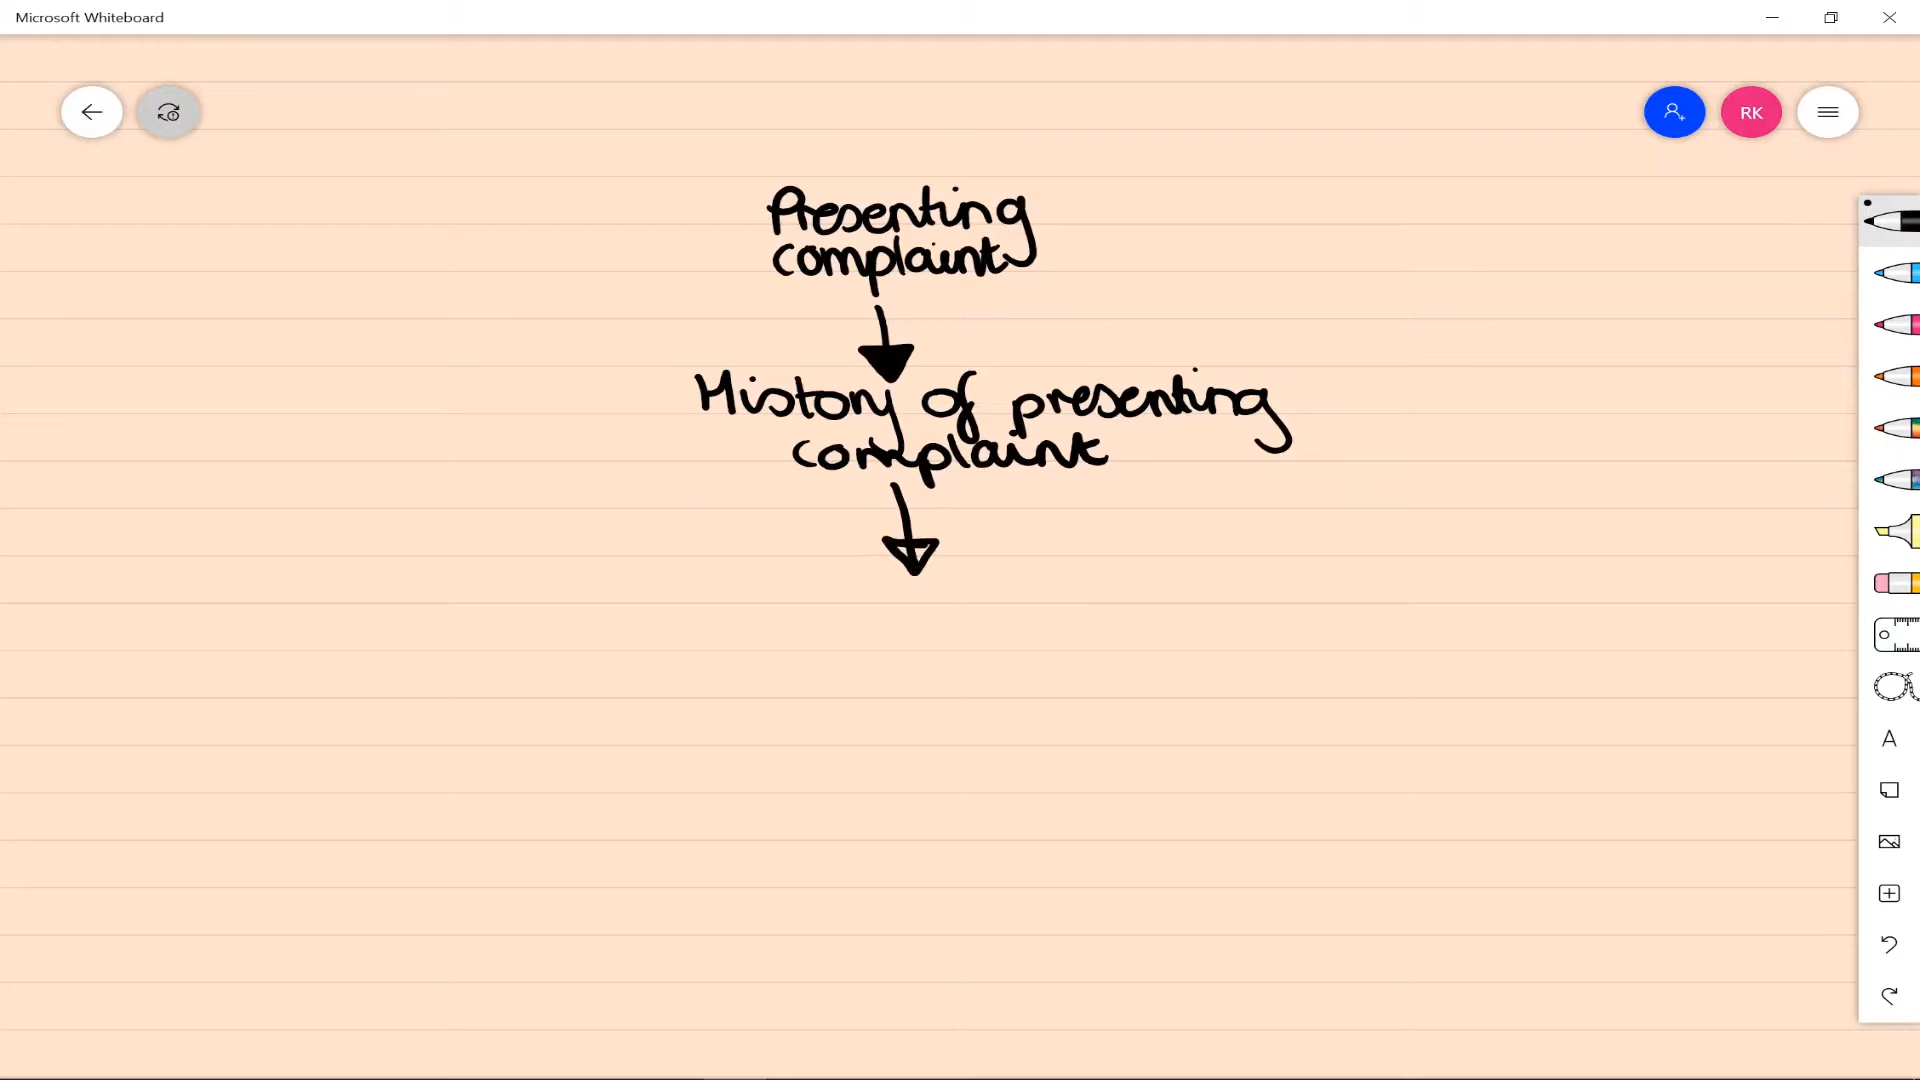 Microsoft Whiteboard
RK
Presenting
complaint
History of presenting
complaint
A